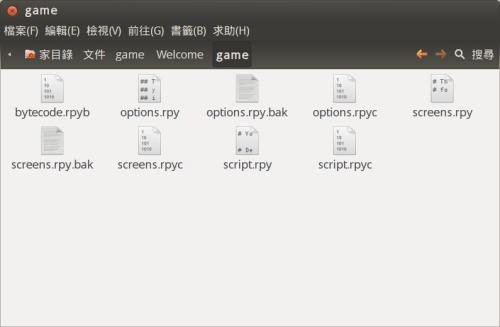 game
檔案(F) 編輯(E) 檢視(V) 前往(G) 書籤(B) 求助(H)
家目錄 文件 game Welcome game 搜尋
bytecode.rpyb options.rpy options.rpy.bak options.rpyc screens.rpy
screens.rpy.bak screens.rpyc script.rpy script.rpyc